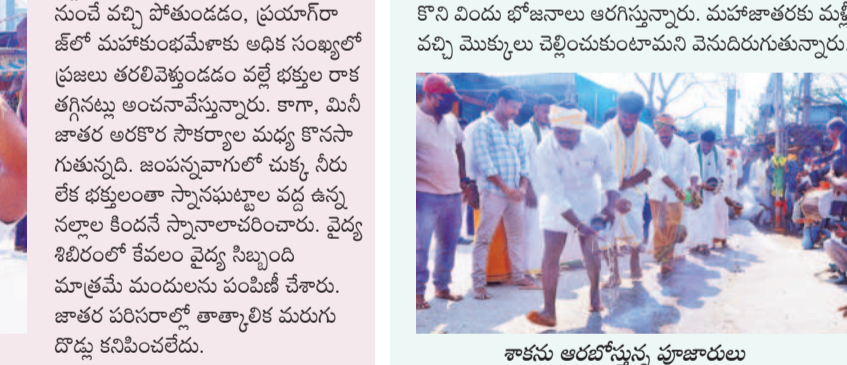 నుంచే వచ్చి పోతుండడం, ప్రయాగ్‌రా
జ్‌లో మహాకుంభమేళాకు అధిక సంఖ్యలో
ప్రజలు తరలివెళ్తుండడం వల్లే భక్తుల రాక
తగ్గినట్లు అంచనావేస్తున్నారు. కాగా, మినీ
జాతర అరకొర సౌకర్యాల మధ్య కొనసా
గుతున్నది. జంపన్నవాగులో చుక్క నీరు
లేక భక్తులంతా స్నానఘట్టాల వద్ద ఉన్న
నల్లాల కిందనే స్నానాలాచరించారు. వైద్య
శిబిరంలో కేవలం వైద్య సిబ్బంది
మాత్రమే మందులను పంపిణీ చేశారు.
జాతర పరిసరాల్లో తాత్కాలిక మరుగు
దొడ్లు కనిపించలేదు.
కొని విందు భోజనాలు ఆరగిస్తున్నారు. మహాజాతరకు మళ్లీ
వచ్చి మొక్కులు చెల్లించుకుంటామని వెనుదిరుగుతున్నారు.
శాకను ఆరబోస్తున్న పూజారులు